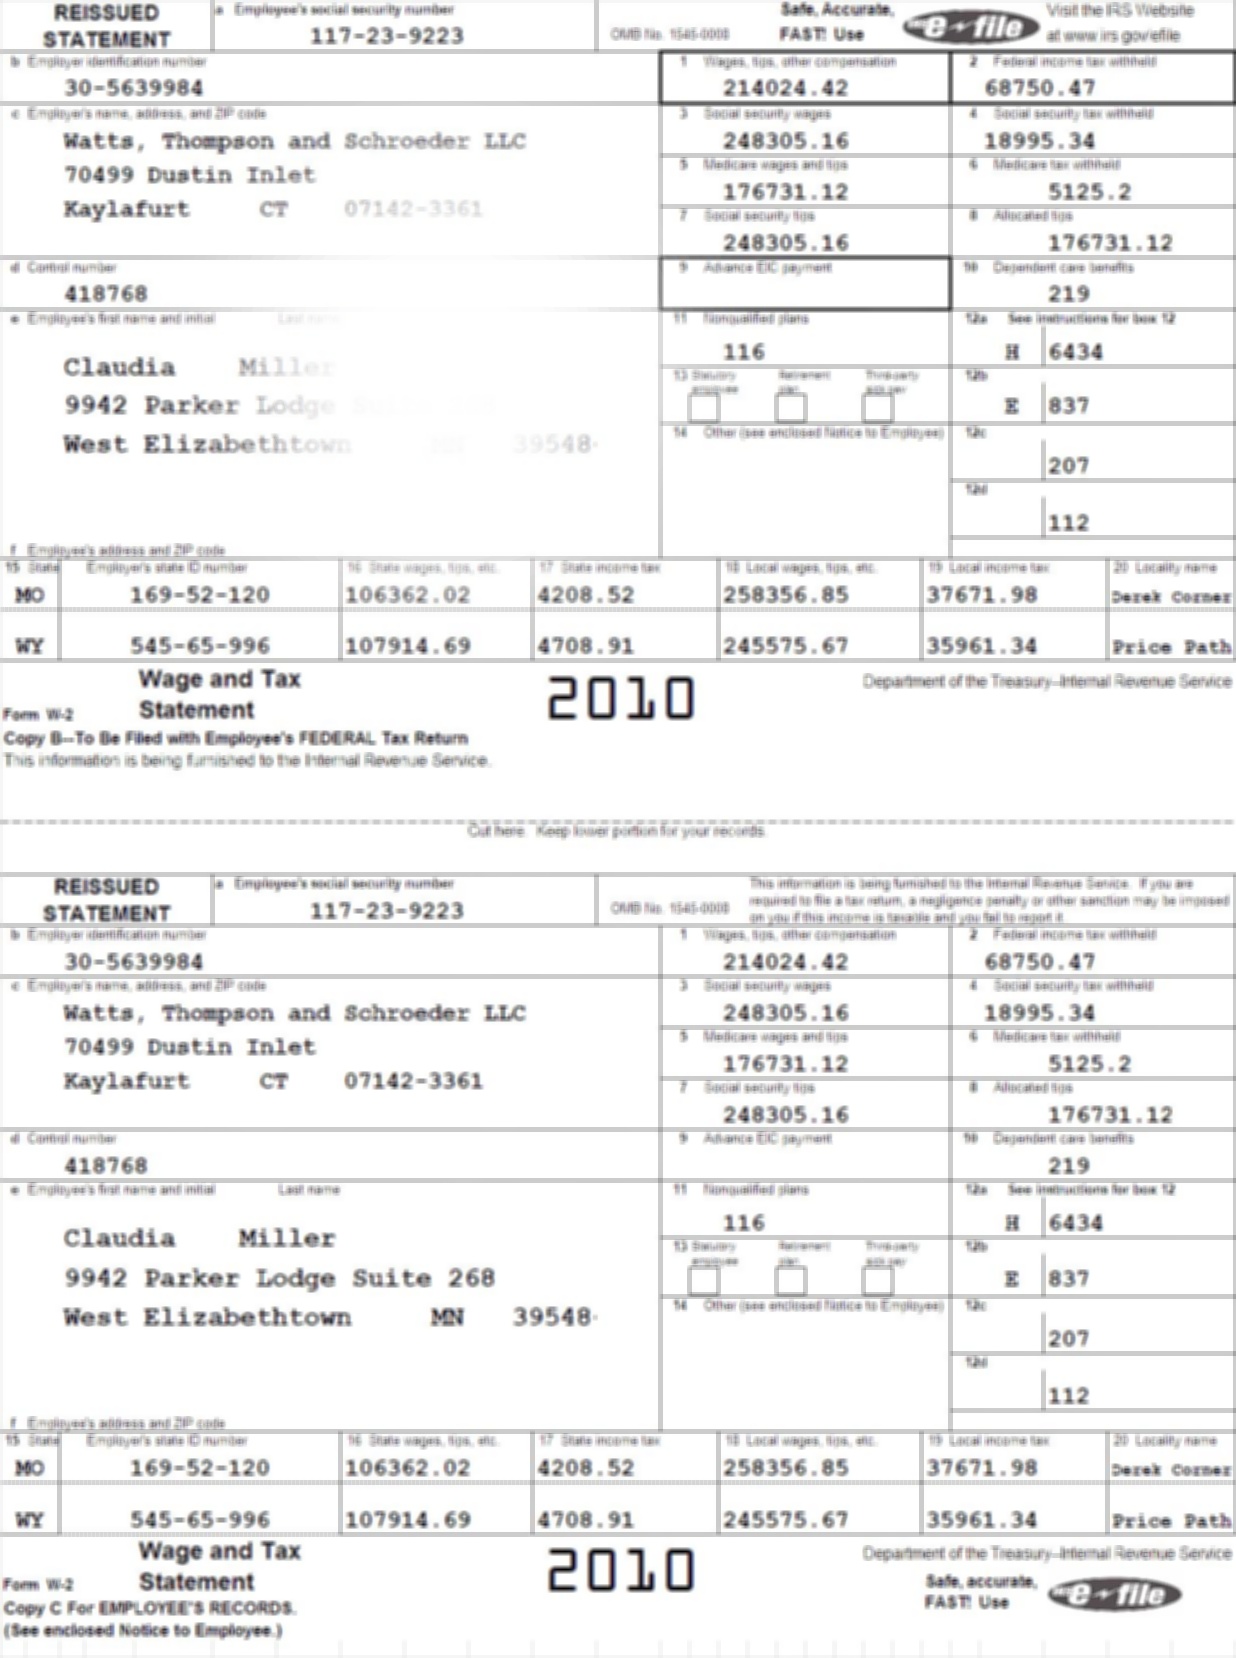 REISSUED STATEMENT
a Employee's social security number
117-23-9223
OMB No. 1545-0008
Safe, Accurate, FAST! Use
e file
Visit the IRS Website at www.irs.gov/efile
b Employer identification number
30-5639984
1 Wages, tips, other compensation
214024.42
2 Federal income tax withheld
68750.47
c Employer's name, address, and ZIP code
Watts, Thompson and Schroeder LLC
70499 Dustin Inlet
Kaylafurt CT 07142-3361
3 Social security wages
248305.16
4 Social security tax withheld
18995.34
5 Medicare wages and tips
176731.12
6 Medicare tax withheld
5125.2
7 Social security tips
248305.16
8 Allocated tips
176731.12
d Control number
418768
9 Advance EIC payment
10 Dependent care benefits
219
e Employee's first name and initial Last name
Claudia Miller
9942 Parker Lodge
West Elizabethtown 39548-
11 Nonqualified plans
116
12a See instructions for box 12
H 6434
13 Statutory employee
Retirement plan
Third-party sick pay
12b
E 837
14 Other (see enclosed Notice to Employee)
12c
207
12d
112
f Employee's address and ZIP code
15 State Employer's state ID number 16 State wages, tips, etc. 17 State income tax 18 Local wages, tips, etc. 19 Local income tax 20 Locality name
MO 169-52-120 106362.02 4208.52 258356.85 37671.98 Derek Corner
WY 545-65-996 107914.69 4708.91 245575.67 35961.34 Price Path
Form W-2 Wage and Tax Statement
2010
Department of the Treasury--Internal Revenue Service
Copy B--To Be Filed with Employee's FEDERAL Tax Return
This information is being furnished to the Internal Revenue Service.
Cut here. Keep lower portion for your records.
REISSUED STATEMENT
a Employee's social security number
117-23-9223
OMB No. 1545-0008
This information is being furnished to the Internal Revenue Service. If you are
required to file a tax return, a negligence penalty or other sanction may be imposed
on you if this income is taxable and you fail to report it.
b Employer identification number
30-5639984
1 Wages, tips, other compensation
214024.42
2 Federal income tax withheld
68750.47
c Employer's name, address, and ZIP code
Watts, Thompson and Schroeder LLC
70499 Dustin Inlet
Kaylafurt CT 07142-3361
3 Social security wages
248305.16
4 Social security tax withheld
18995.34
5 Medicare wages and tips
176731.12
6 Medicare tax withheld
5125.2
7 Social security tips
248305.16
8 Allocated tips
176731.12
d Control number
418768
9 Advance EIC payment
10 Dependent care benefits
219
e Employee's first name and initial Last name
Claudia Miller
9942 Parker Lodge Suite 268
West Elizabethtown MN 39548-
11 Nonqualified plans
116
12a See instructions for box 12
H 6434
13 Statutory employee
Retirement plan
Third-party sick pay
12b
E 837
14 Other (see enclosed Notice to Employee)
12c
207
12d
112
f Employee's address and ZIP code
15 State Employer's state ID number 16 State wages, tips, etc. 17 State income tax 18 Local wages, tips, etc. 19 Local income tax 20 Locality name
MO 169-52-120 106362.02 4208.52 258356.85 37671.98 Derek Corner
WY 545-65-996 107914.69 4708.91 245575.67 35961.34 Price Path
Form W-2 Wage and Tax Statement
2010
Department of the Treasury--Internal Revenue Service
Copy C For EMPLOYEE'S RECORDS.
(See enclosed Notice to Employee.)
Safe, accurate, FAST! Use
e file